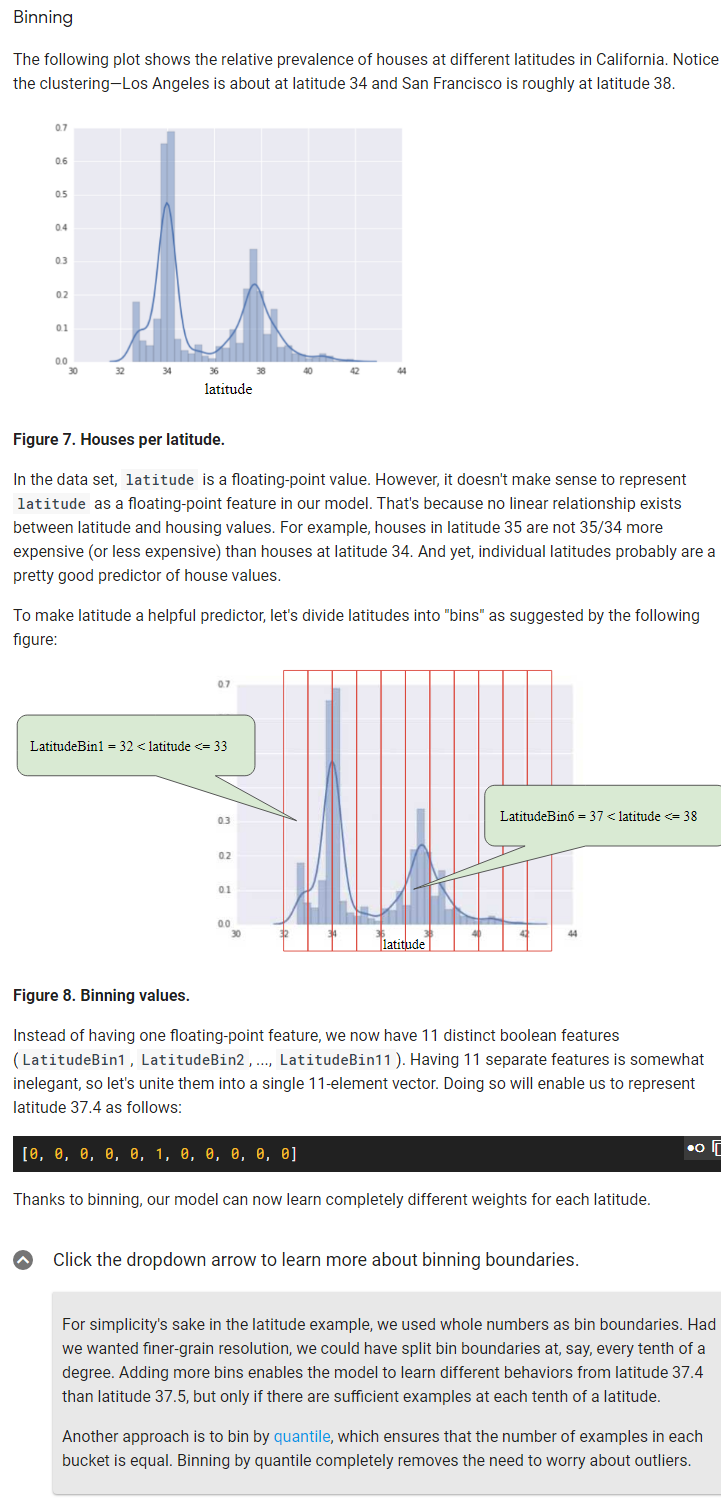 Binning
The following plot shows the relative prevalence of houses at different latitudes in California. Notice
the clustering—Los Angeles is about at latitude 34 and San Francisco is roughly at latitude 38.
0.7
0.6
0.5
0.4
0.3
0.2
0.1
0.0
30 32 34 36 38 40 42 44
latitude
Figure 7. Houses per latitude.
In the data set, latitude is a floating-point value. However, it doesn't make sense to represent
latitude as a floating-point feature in our model. That's because no linear relationship exists
between latitude and housing values. For example, houses in latitude 35 are not 35/34 more
expensive (or less expensive) than houses at latitude 34. And yet, individual latitudes probably are a
pretty good predictor of house values.
To make latitude a helpful predictor, let's divide latitudes into "bins" as suggested by the following
figure:
0.7
LatitudeBin1 = 32 < latitude <= 33
LatitudeBin6 = 37 < latitude <= 38
0.3
0.2
0.1
0.0
30 32 34 36 38 40 42 44
latitude
Figure 8. Binning values.
Instead of having one floating-point feature, we now have 11 distinct boolean features
(LatitudeBin1, LatitudeBin2, ..., LatitudeBin11). Having 11 separate features is somewhat
inelegant, so let's unite them into a single 11-element vector. Doing so will enable us to represent
latitude 37.4 as follows:
[0, 0, 0, 0, 0, 1, 0, 0, 0, 0, 0]
Thanks to binning, our model can now learn completely different weights for each latitude.
Click the dropdown arrow to learn more about binning boundaries.
For simplicity's sake in the latitude example, we used whole numbers as bin boundaries. Had
we wanted finer-grain resolution, we could have split bin boundaries at, say, every tenth of a
degree. Adding more bins enables the model to learn different behaviors from latitude 37.4
than latitude 37.5, but only if there are sufficient examples at each tenth of a latitude.
Another approach is to bin by quantile, which ensures that the number of examples in each
bucket is equal. Binning by quantile completely removes the need to worry about outliers.